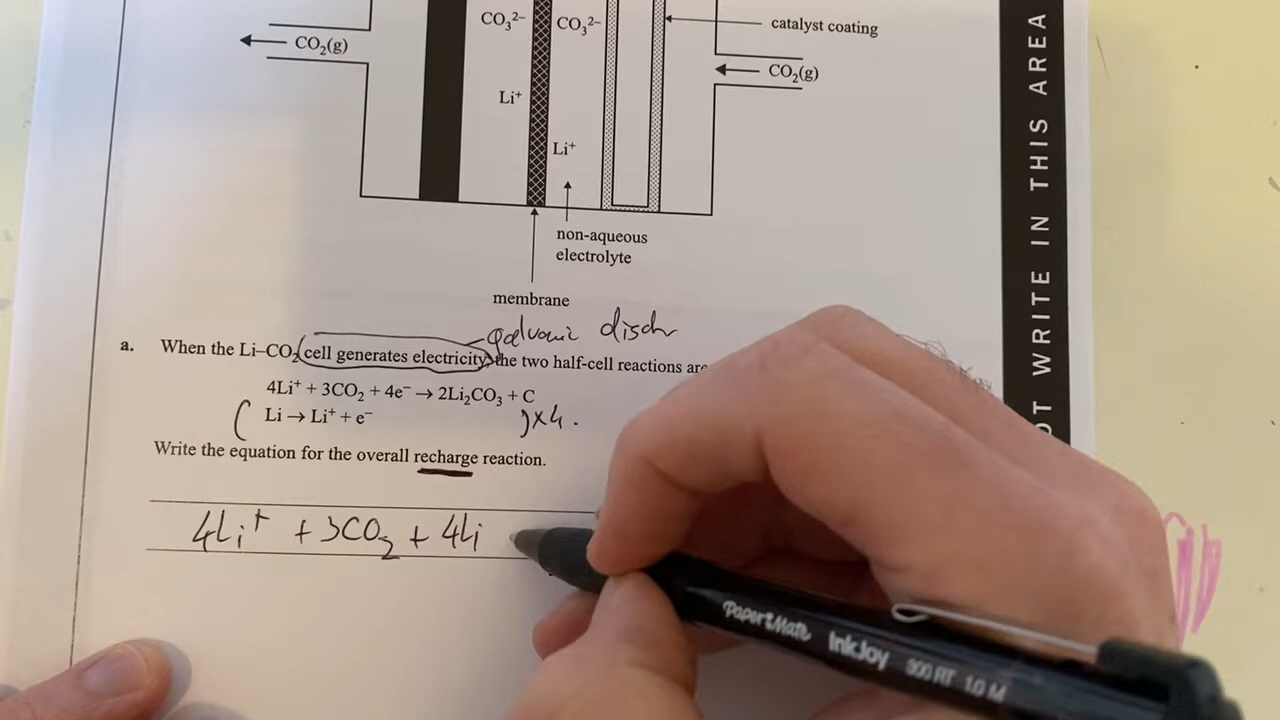 CO₃²⁻ CO₃²⁻ catalyst coating
CO₂(g)
CO₂(g)
Li⁺
Li⁺
non-aqueous
electrolyte
membrane
galvanic disch
a. When the Li–CO₂ cell generates electricity, the two half-cell reactions are
4Li⁺ + 3CO₂ + 4e⁻ → 2Li₂CO₃ + C
( Li → Li⁺ + e⁻ ) x4.
Write the equation for the overall recharge reaction.
4Li⁺ + 3CO₂ + 4Li
PaperMate InkJoy 300 RT 1.0 M
OT WRITE IN THIS AREA